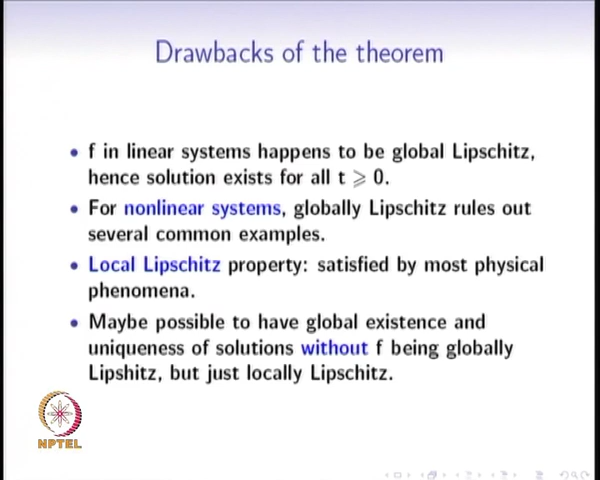 Drawbacks of the theorem
• f in linear systems happens to be global Lipschitz,
hence solution exists for all t ⩾ 0.
• For nonlinear systems, globally Lipschitz rules out
several common examples.
• Local Lipschitz property: satisfied by most physical
phenomena.
• Maybe possible to have global existence and
uniqueness of solutions without f being globally
Lipshitz, but just locally Lipschitz.
NPTEL